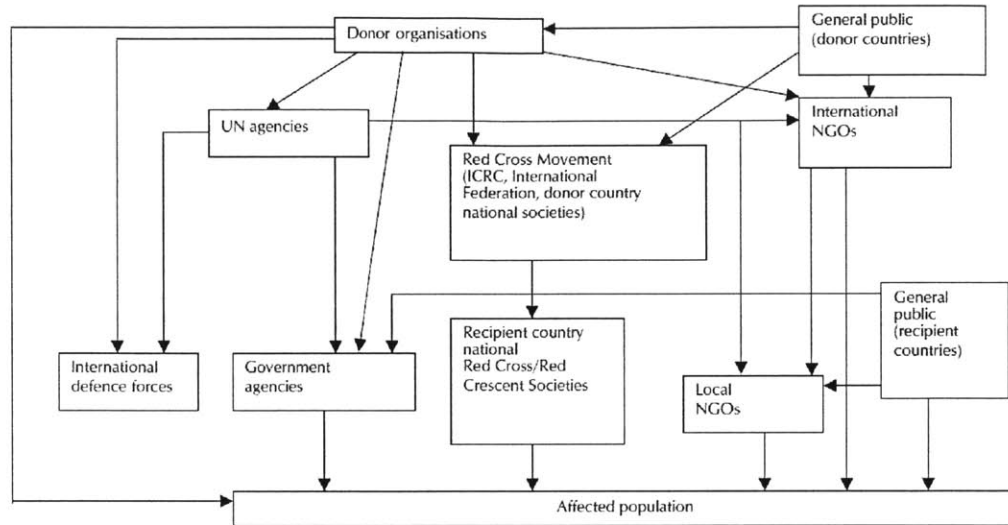 Donor organisations
General public
(donor countries)
UN agencies
International
NGOs
Red Cross Movement
(ICRC, International
Federation, donor country
national societies)
General
public
(recipient
countries)
Recipient country
national
Red Cross/Red
Crescent Societies
International
defence forces
Government
agencies
Local
NGOs
Affected population